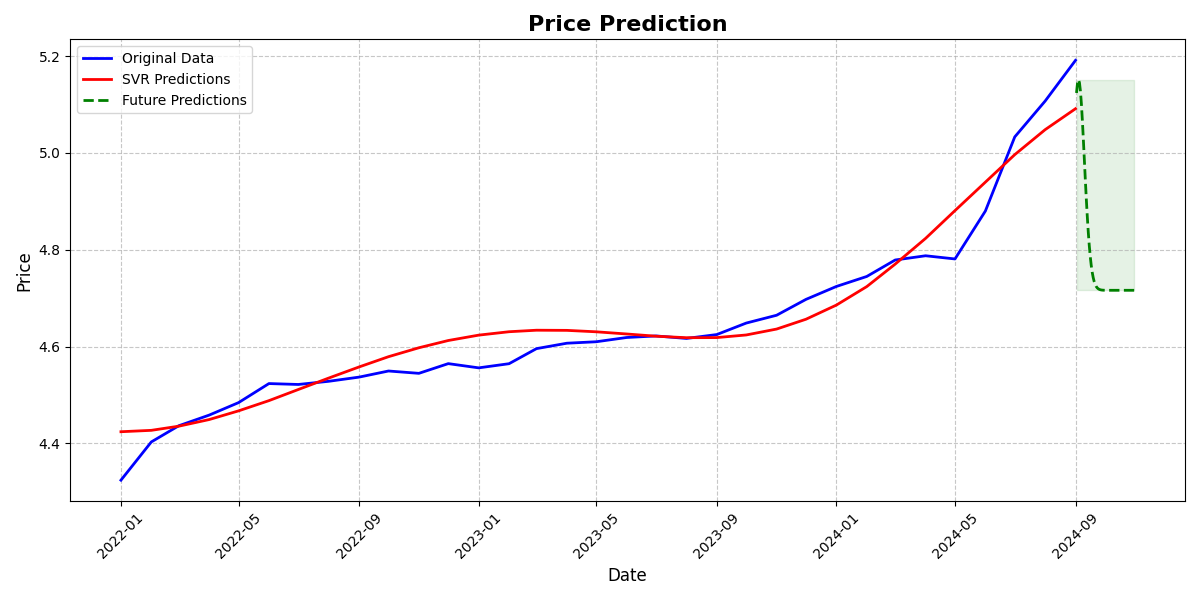 Price Prediction
Original Data
SVR Predictions
Future Predictions
Price
5.2
5.0
4.8
4.6
4.4
2022-01
2022-05
2022-09
2023-01
2023-05
2023-09
2024-01
2024-05
2024-09
Date